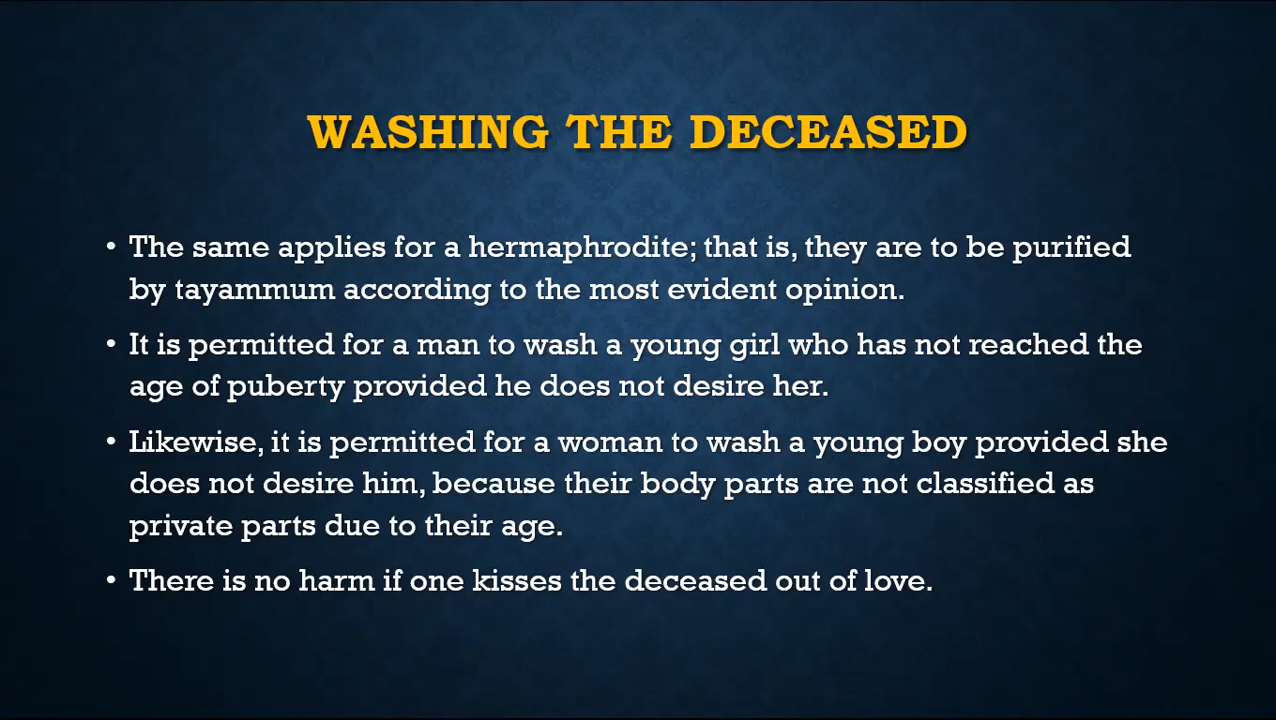 WASHING THE DECEASED
• The same applies for a hermaphrodite; that is, they are to be purified
by tayammum according to the most evident opinion.
• It is permitted for a man to wash a young girl who has not reached the
age of puberty provided he does not desire her.
• Likewise, it is permitted for a woman to wash a young boy provided she
does not desire him, because their body parts are not classified as
private parts due to their age.
• There is no harm if one kisses the deceased out of love.